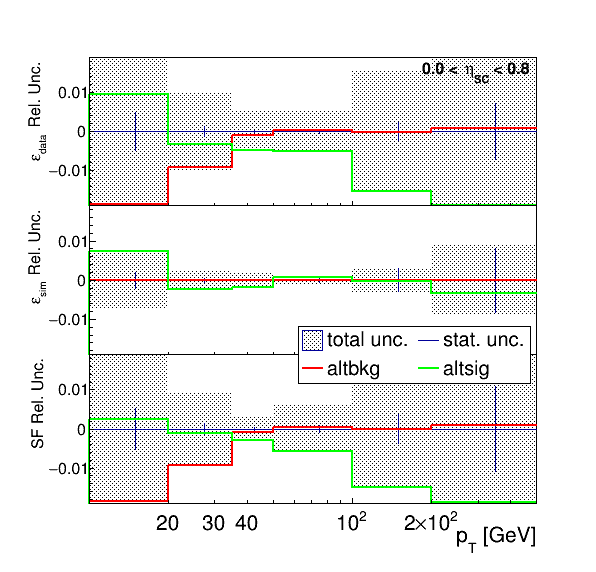 0.0 < η_SC < 0.8
ε_data Rel. Unc.
0.01
0
−0.01
ε_sim Rel. Unc.
0.01
0
−0.01
total unc. stat. unc.
altbkg altsig
SF Rel. Unc.
0.01
0
−0.01
20 30 40 10² 2×10²
p_T [GeV]